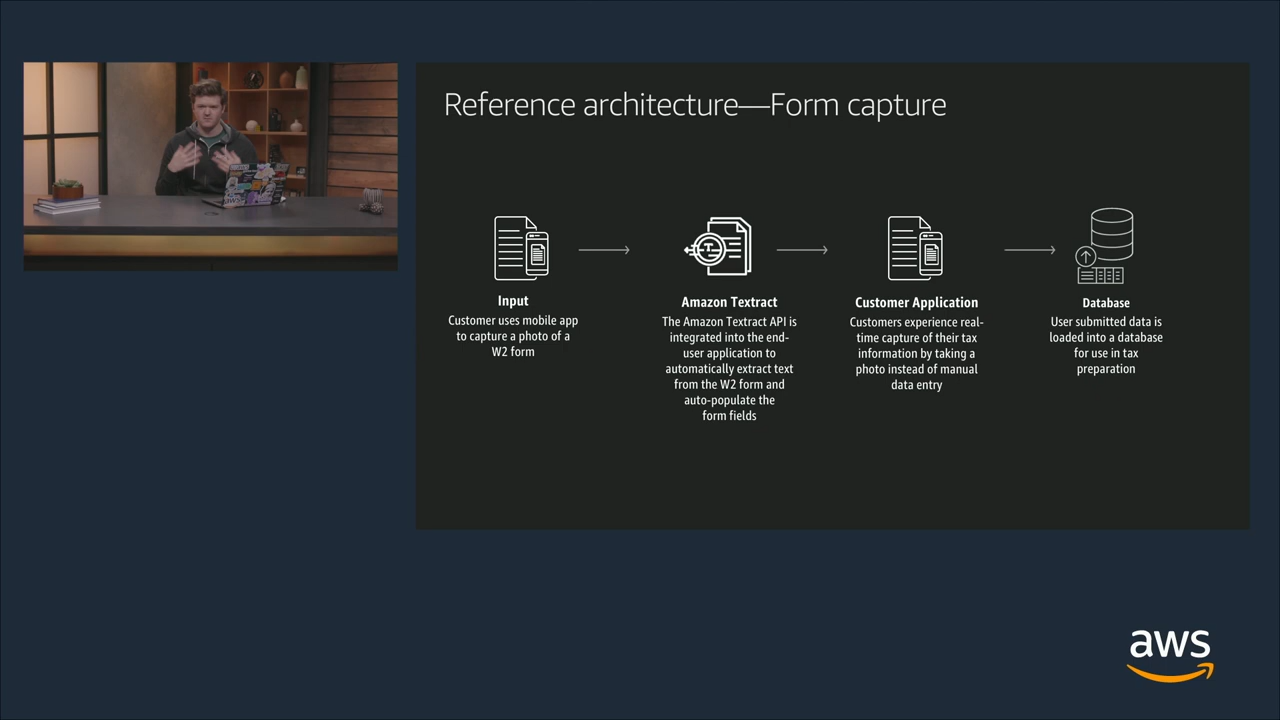 Reference architecture—Form capture
Input
Customer uses mobile app
to capture a photo of a
W2 form
Amazon Textract
The Amazon Textract API is
integrated into the end-
user application to
automatically extract text
from the W2 form and
auto-populate the
form fields
Customer Application
Customers experience real-
time capture of their tax
information by taking a
photo instead of manual
data entry
Database
User submitted data is
loaded into a database
for use in tax
preparation
aws